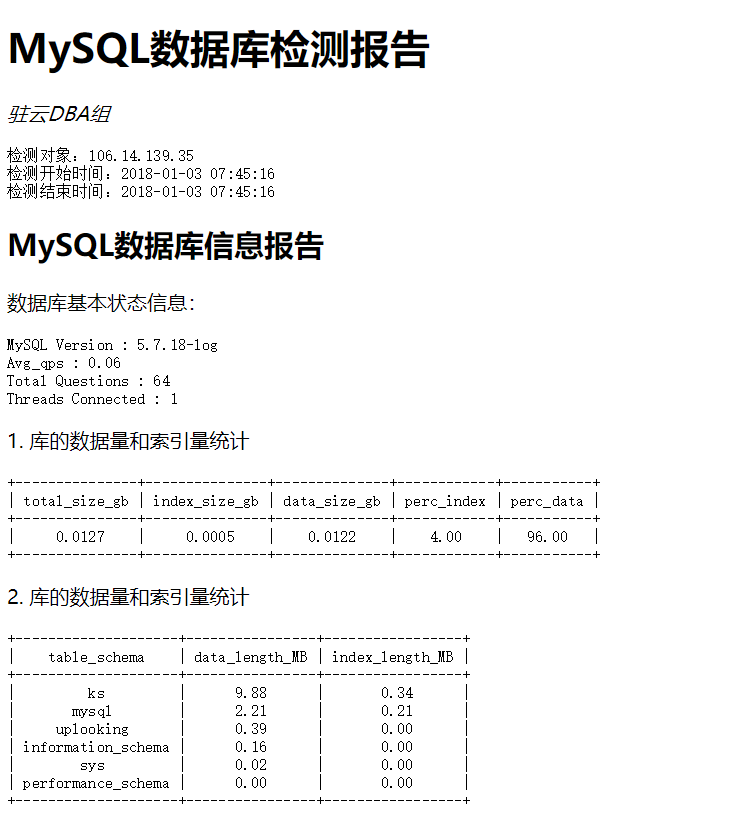 MySQL数据库检测报告
驻云DBA组
检测对象：106.14.139.35
检测开始时间：2018-01-03 07:45:16
检测结束时间：2018-01-03 07:45:16
MySQL数据库信息报告
数据库基本状态信息：
MySQL Version : 5.7.18-log
Avg_qps : 0.06
Total Questions : 64
Threads Connected : 1
1. 库的数据量和索引量统计
+---------------+---------------+--------------+------------+-----------+
| total_size_gb | index_size_gb | data_size_gb | perc_index | perc_data |
+---------------+---------------+--------------+------------+-----------+
|     0.0127    |     0.0005    |    0.0122    |    4.00    |   96.00   |
+---------------+---------------+--------------+------------+-----------+
2. 库的数据量和索引量统计
+--------------------+----------------+-----------------+
|    table_schema    | data_length_MB | index_length_MB |
+--------------------+----------------+-----------------+
|         ks         |      9.88      |       0.34      |
|       mysql        |      2.21      |       0.21      |
|     uplooking      |      0.39      |       0.00      |
| information_schema |      0.16      |       0.00      |
|        sys         |      0.02      |       0.00      |
| performance_schema |      0.00      |       0.00      |
+--------------------+----------------+-----------------+